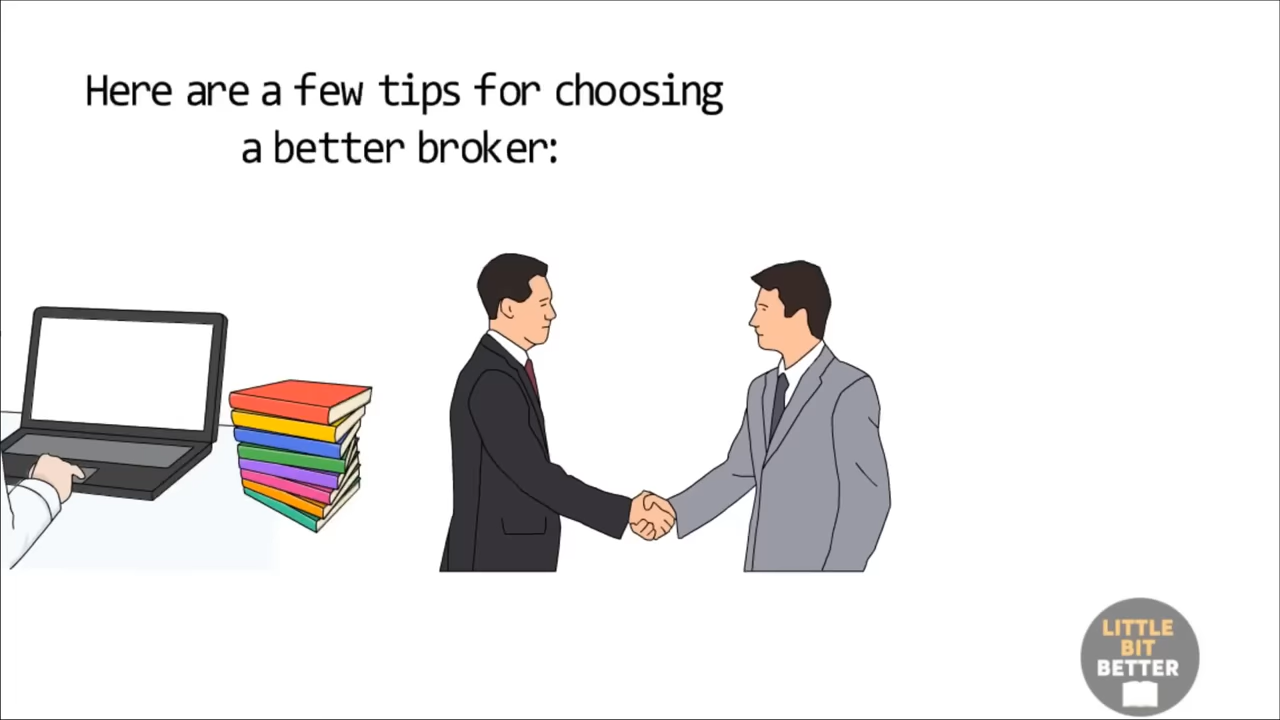 Here are a few tips for choosing
a better broker:
LITTLE
BIT
BETTER